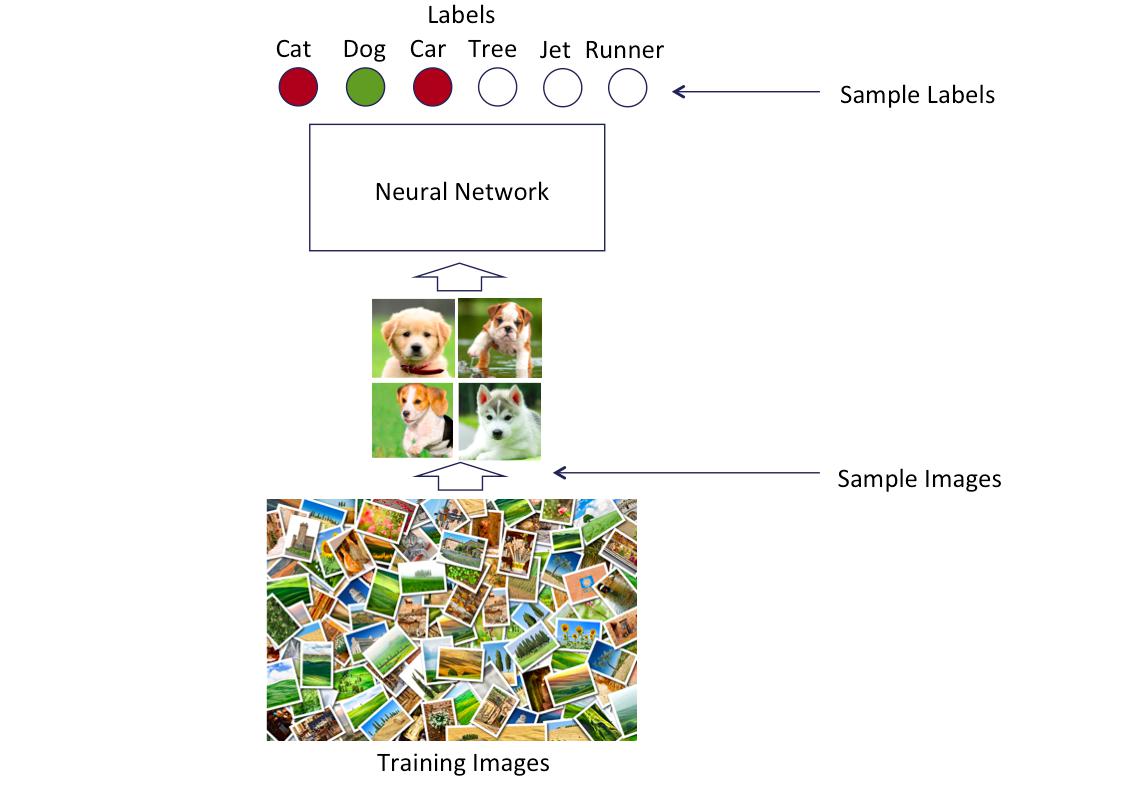 Labels
Cat Dog Car Tree Jet Runner
Sample Labels
Neural Network
Sample Images
Training Images